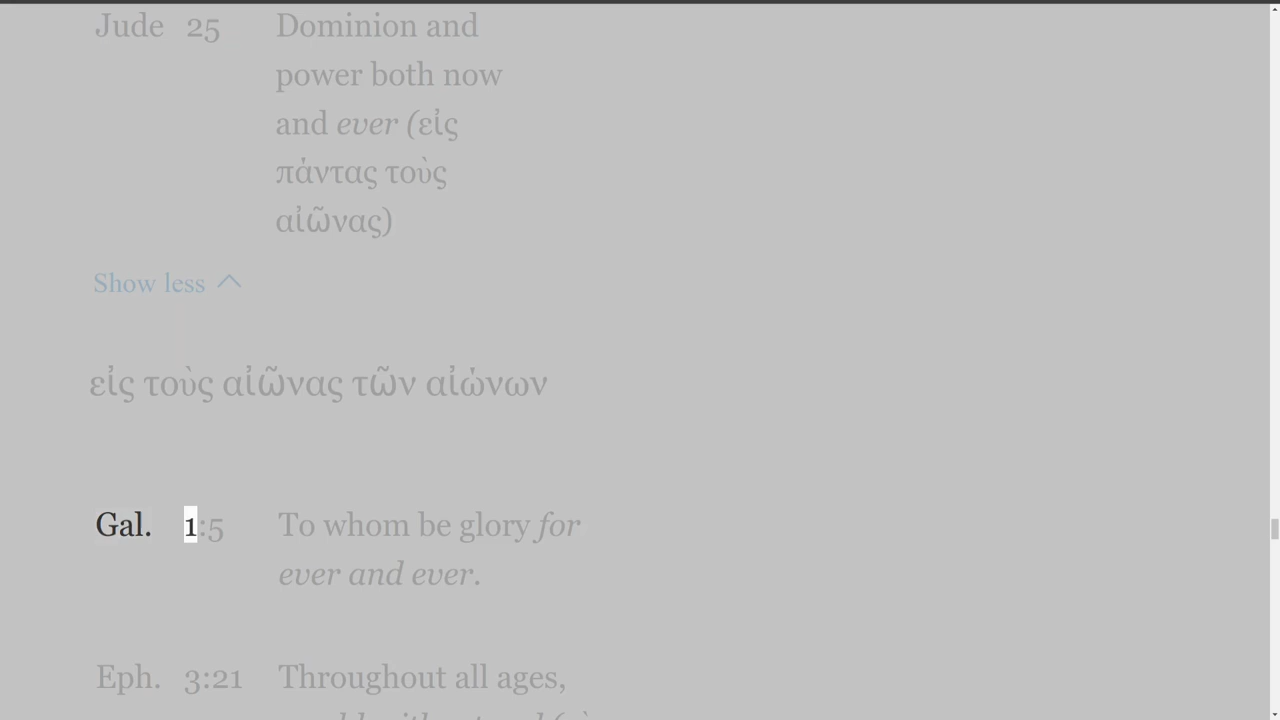 Jude 25 Dominion and
power both now
and ever (εἰς
πάντας τοὺς
αἰῶνας)
Show less
εἰς τοὺς αἰῶνας τῶν αἰώνων
Gal. 1:5 To whom be glory for
ever and ever.
Eph. 3:21 Throughout all ages,